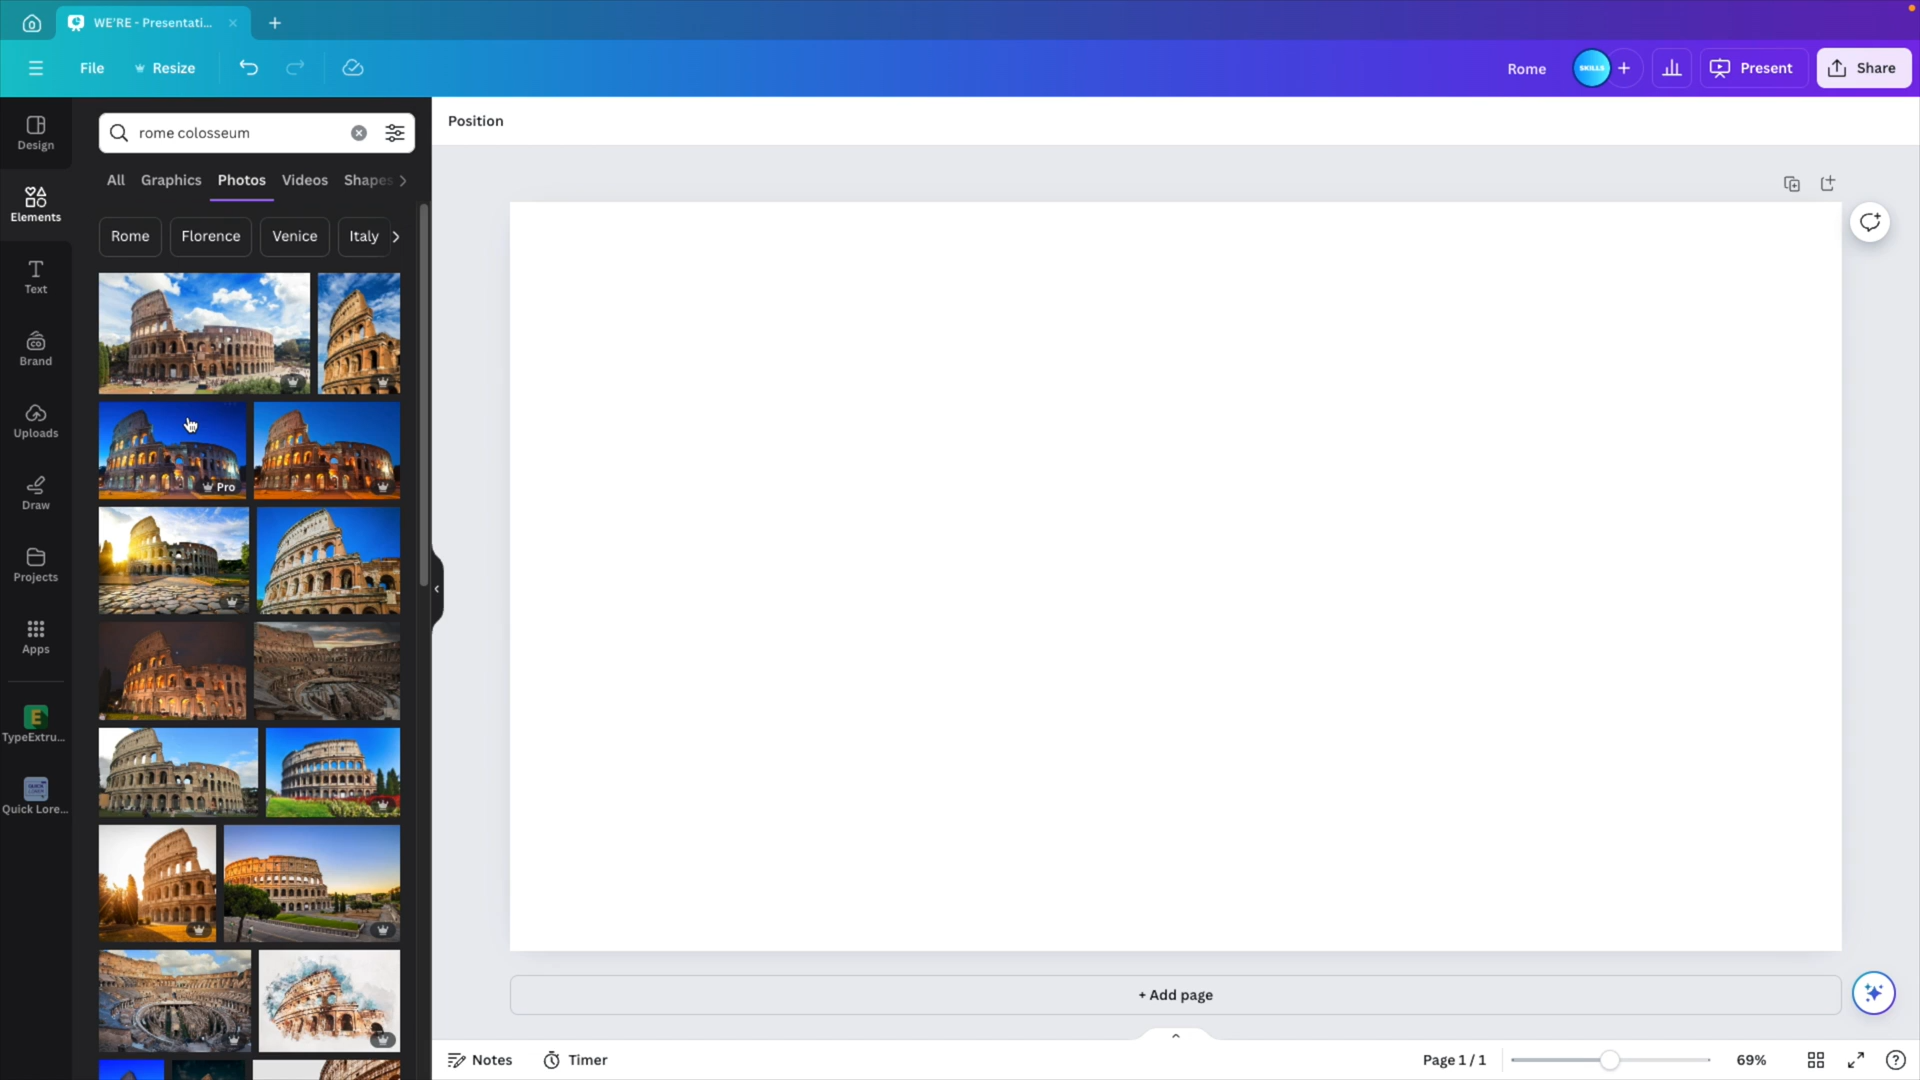 WE'RE - Presentati...
File
Resize
Rome
SKILLS
Present
Share
Design
Elements
Text
Brand
Uploads
Draw
Projects
Apps
TypeExtru...
Quick Lore...
rome colosseum
All Graphics Photos Videos Shapes
Rome Florence Venice Italy
Pro
Position
+ Add page
Notes
Timer
Page 1 / 1
69%